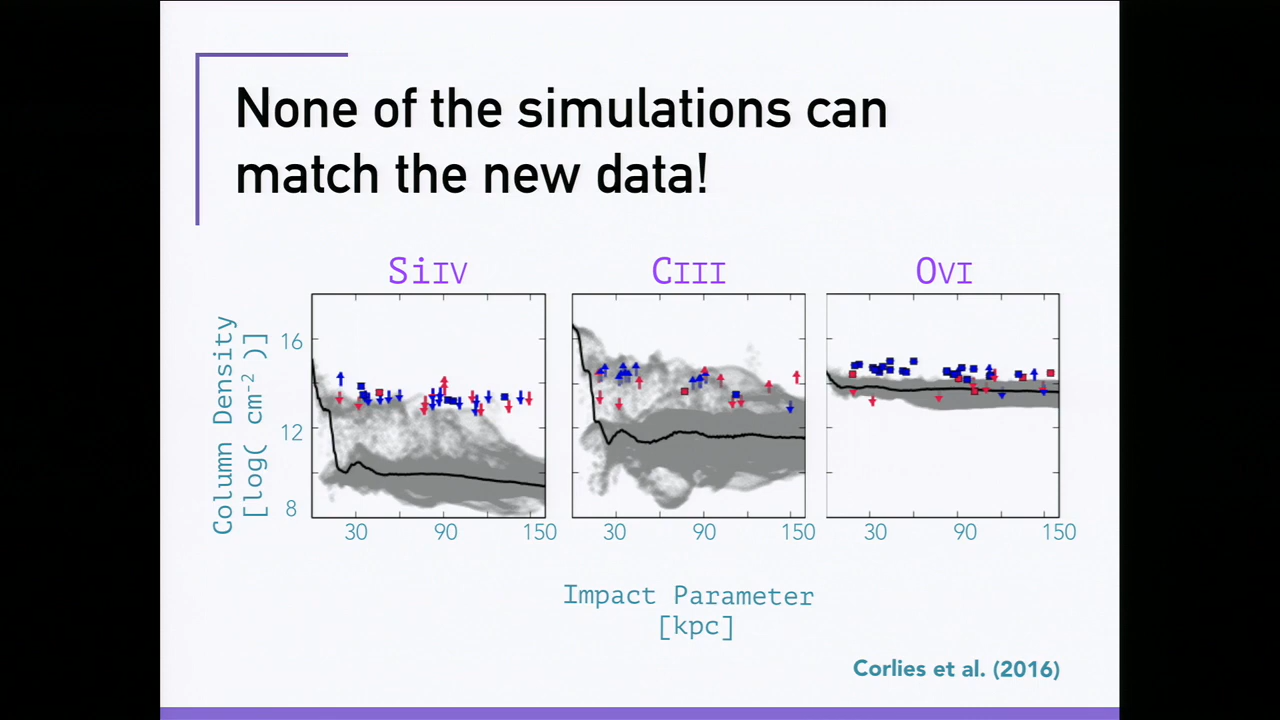 None of the simulations can
match the new data!
SiIV
CIII
OVI
Column Density
[log( cm-2 )]
16
12
8
30 90 150
30 90 150
30 90 150
Impact Parameter
[kpc]
Corlies et al. (2016)